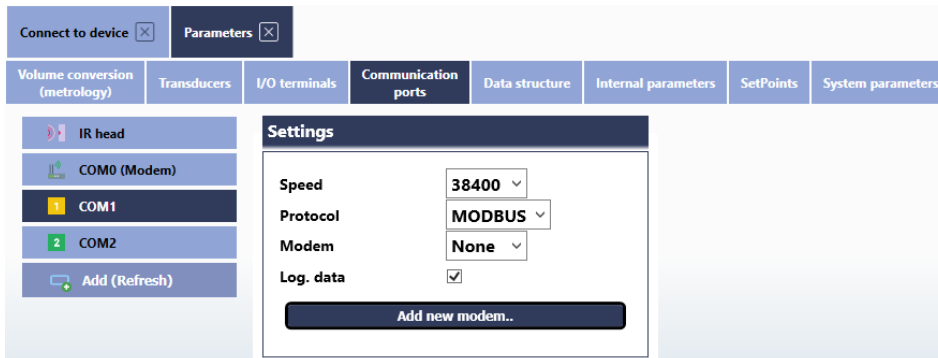 Connect to device
Parameters
Volume conversion
(metrology)
Transducers
I/O terminals
Communication
ports
Data structure
Internal parameters
SetPoints
System parameters
IR head
COM0 (Modem)
1 COM1
2 COM2
Add (Refresh)
Settings
Speed 38400
Protocol MODBUS
Modem None
Log. data
Add new modem..